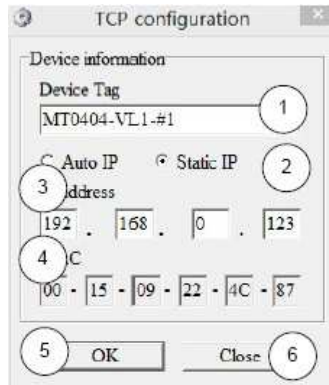 TCP configuration
Device information
Device Tag
MT0404-VL1-#1
1
Auto IP Static IP
2
3
ddress
192 . 168 . 0 . 123
4
C
00 - 15 - 09 - 22 - 4C - 87
5
OK
Close
6